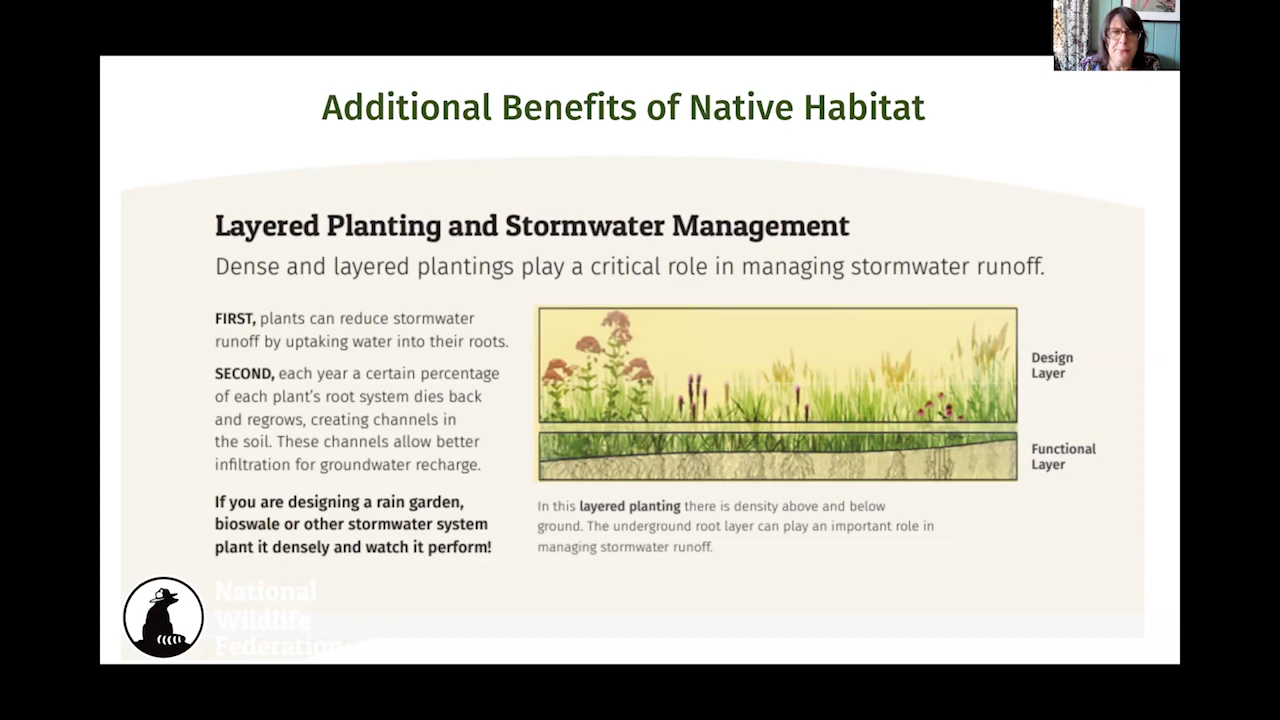 Additional Benefits of Native Habitat
Layered Planting and Stormwater Management
Dense and layered plantings play a critical role in managing stormwater runoff.
FIRST, plants can reduce stormwater
runoff by uptaking water into their roots.
SECOND, each year a certain percentage
of each plant's root system dies back
and regrows, creating channels in
the soil. These channels allow better
infiltration for groundwater recharge.
If you are designing a rain garden,
bioswale or other stormwater system
plant it densely and watch it perform!
Design
Layer
Functional
Layer
In this layered planting there is density above and below
ground. The underground root layer can play an important role in
managing stormwater runoff.
National
Wildlife
Federation